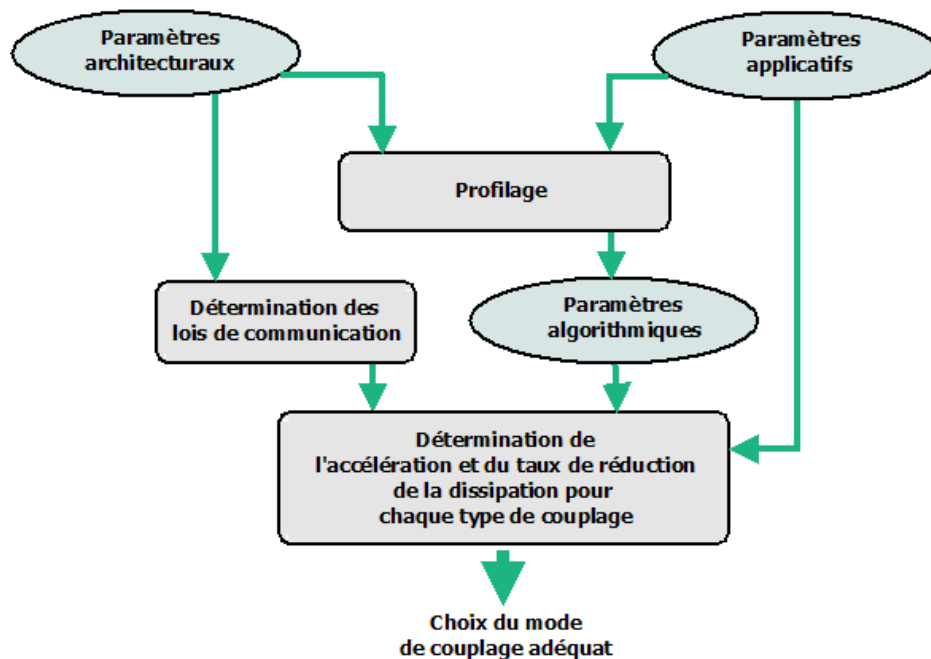 Paramètres
architecturaux
Paramètres
applicatifs
Profilage
Détermination des
lois de communication
Paramètres
algorithmiques
Détermination de
l'accélération et du taux de réduction
de la dissipation pour
chaque type de couplage
Choix du mode
de couplage adéquat